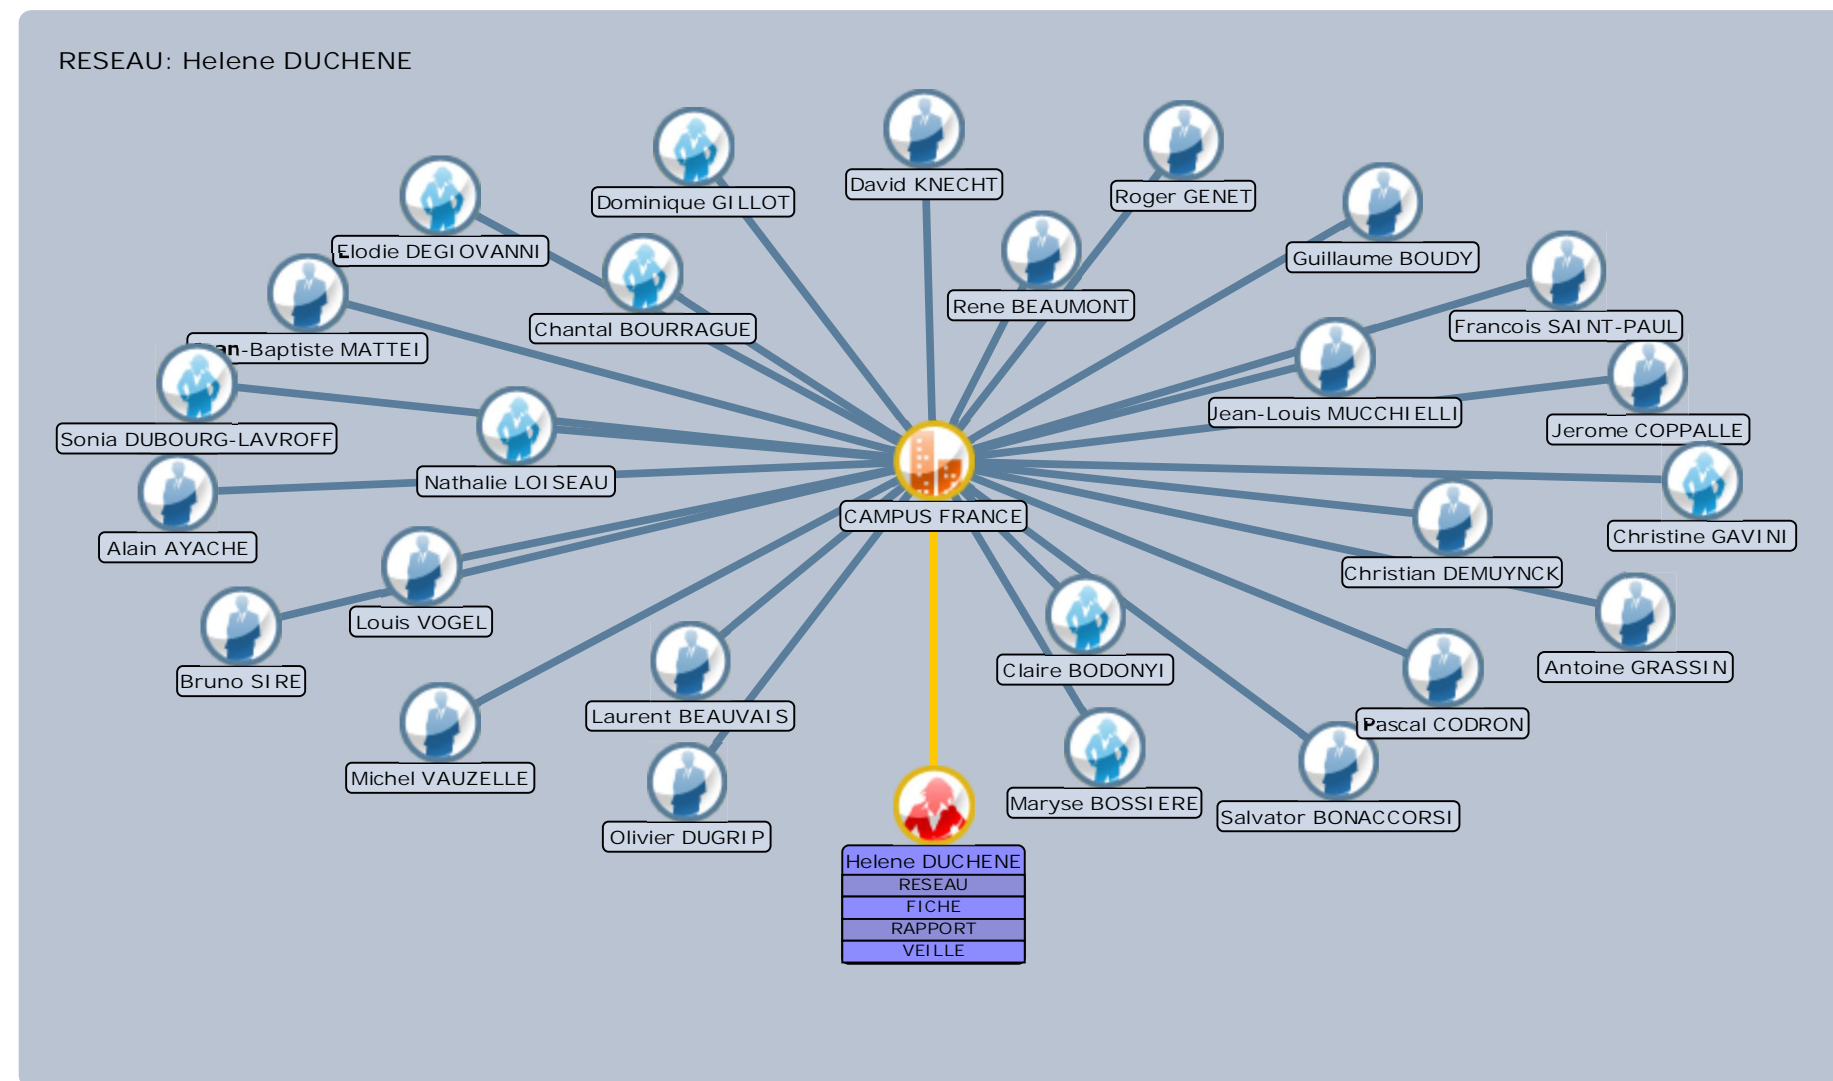 RESEAU: Helene DUCHENE
David KNECHT
Roger GENET
Dominique GILLOT
Elodie DEGIOVANNI
Guillaume BOUDY
Rene BEAUMONT
Chantal BOURRAGUE
Francois SAINT-PAUL
Jean-Baptiste MATTEI
Jean-Louis MUCCHIELLI
Jerome COPPALLE
Sonia DUBOURG-LAVROFF
Nathalie LOISEAU
CAMPUS FRANCE
Christine GAVINI
Alain AYACHE
Christian DEMUYNCK
Louis VOGEL
Antoine GRASSIN
Claire BODONYI
Bruno SIRE
Laurent BEAUVAIS
Pascal CODRON
Michel VAUZELLE
Maryse BOSSIERE
Salvator BONACCORSI
Olivier DUGRIP
Helene DUCHENE
RESEAU
FICHE
RAPPORT
VEILLE